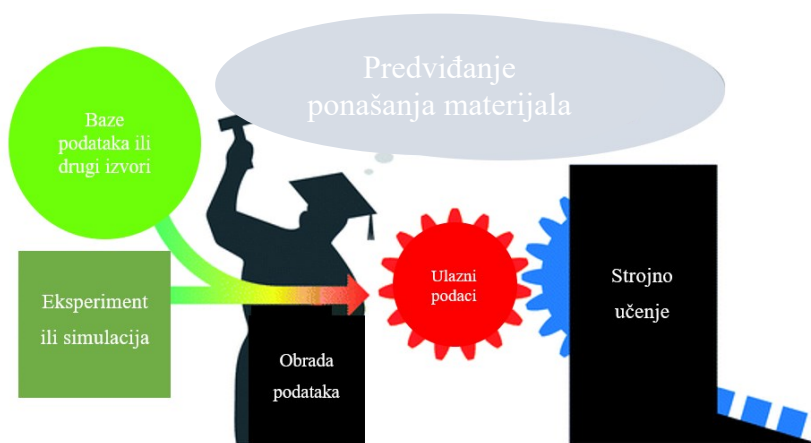 Predviđanje
ponašanja materijala
Baze
podataka ili
drugi izvori
Eksperiment
ili simulacija
Obrada
podataka
Ulazni
podaci
Strojno
učenje